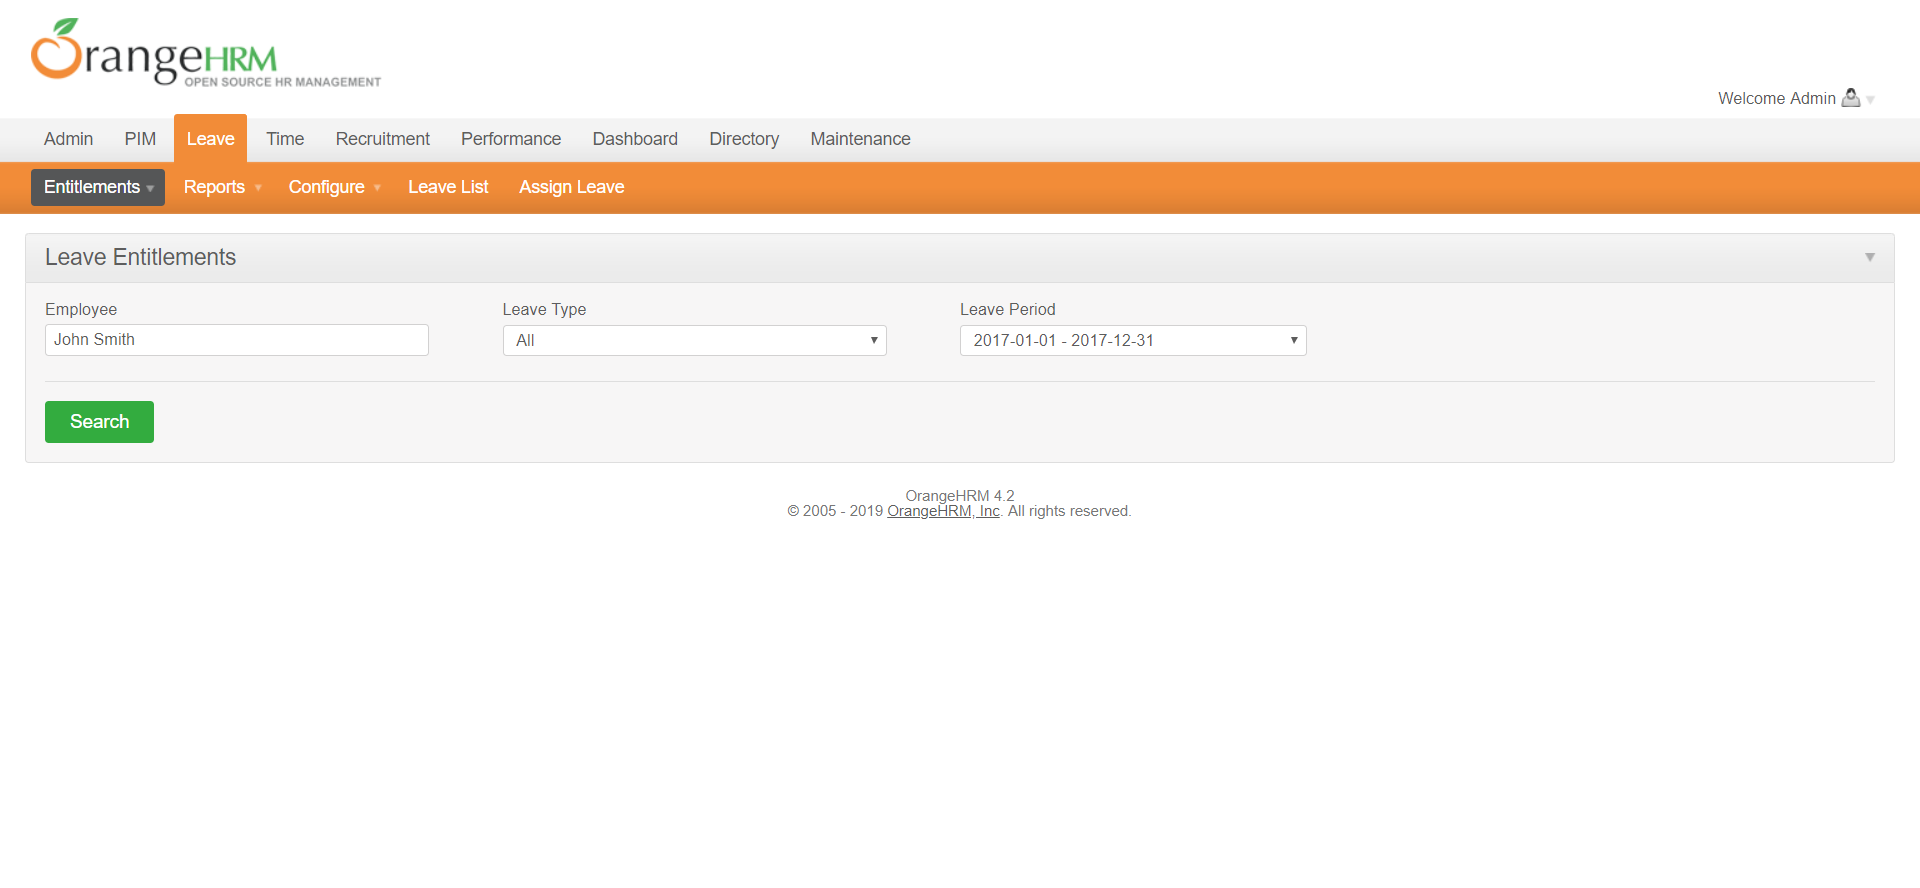 OrangeHRM
OPEN SOURCE HR MANAGEMENT
Welcome Admin
Admin PIM Leave Time Recruitment Performance Dashboard Directory Maintenance
Entitlements Reports Configure Leave List Assign Leave
Leave Entitlements
Employee Leave Type Leave Period
John Smith All 2017-01-01 - 2017-12-31
Search
OrangeHRM 4.2
© 2005 - 2019 OrangeHRM, Inc. All rights reserved.